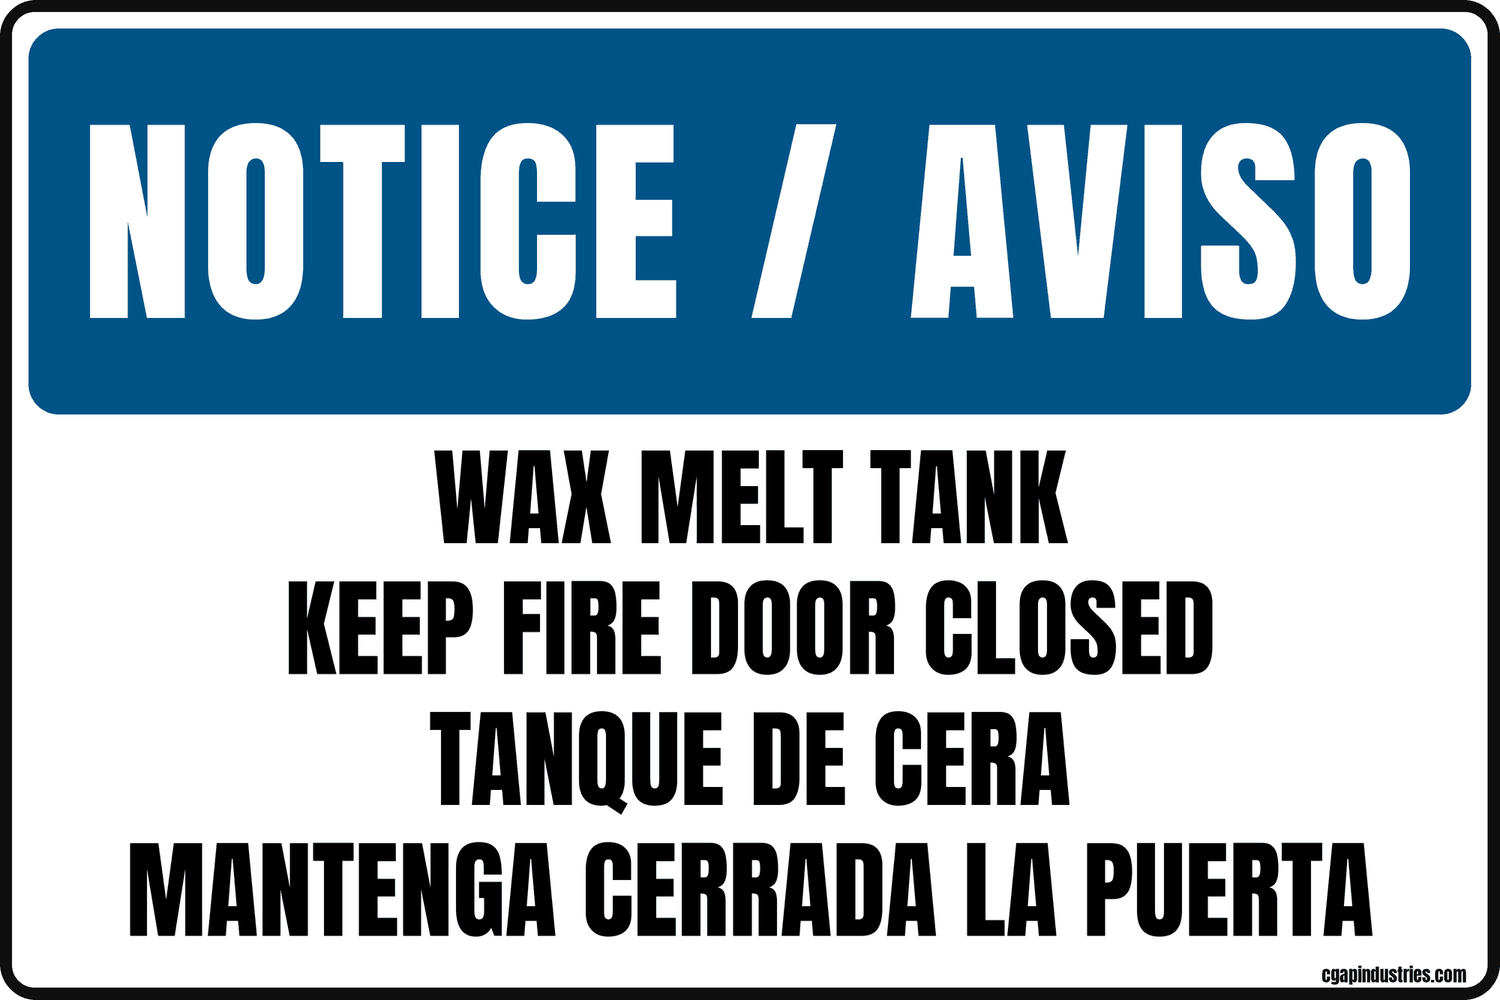 NOTICE / AVISO
WAX MELT TANK
KEEP FIRE DOOR CLOSED
TANQUE DE CERA
MANTENGA CERRADA LA PUERTA
cgapindustries.com